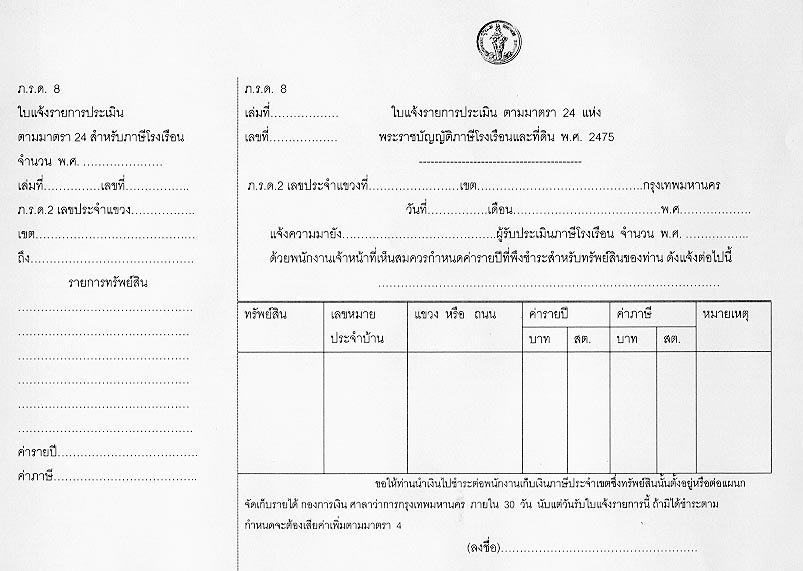 ภ.ร.ด. 8
ใบแจ้งรายการประเมิน
ตามมาตรา 24 สำหรับภาษีโรงเรือน
จำนวน พ.ศ. .....................
เล่มที่...............เลขที่.................
ภ.ร.ด.2 เลขประจำแขวง.................
เขต..........................................
ถึง...........................................
รายการทรัพย์สิน
..............................................
.............................................
.............................................
.............................................
.............................................
..............................................
ค่ารายปี.....................................
ค่าภาษี......................................
ภ.ร.ด. 8
เล่มที่..................
ใบแจ้งรายการประเมิน ตามมาตรา 24 แห่ง
เลขที่..................
พระราชบัญญัติภาษีโรงเรือนและที่ดิน พ.ศ. 2475
------------------------------------------
ภ.ร.ด.2 เลขประจำแขวงที่........................เขต............................................กรุงเทพมหานคร
วันที่................เดือน.......................................พ.ศ...................
แจ้งความมายัง.........................................ผู้รับประเมินภาษีโรงเรือน จำนวน พ.ศ. .................
ด้วยพนักงานเจ้าหน้าที่เห็นสมควรกำหนดค่ารายปีที่พึงชำระสำหรับทรัพย์สินของท่าน ดังแจ้งต่อไปนี้
..........................................................................................
ทรัพย์สิน เลขหมาย แขวง หรือ ถนน ค่ารายปี ค่าภาษี หมายเหตุ
ประจำบ้าน บาท สต. บาท สต.
ขอให้ท่านนำเงินไปชำระต่อพนักงานเก็บเงินภาษีประจำเขตซึ่งทรัพย์สินนั้นตั้งอยู่หรือต่อแผนก
จัดเก็บรายได้ กองการเงิน ศาลาว่าการกรุงเทพมหานคร ภายใน 30 วัน นับแต่วันรับใบแจ้งรายการนี้ ถ้ามิได้ชำระตาม
กำหนดจะต้องเสียค่าเพิ่มตามมาตรา 4
(ลงชื่อ)....................................................